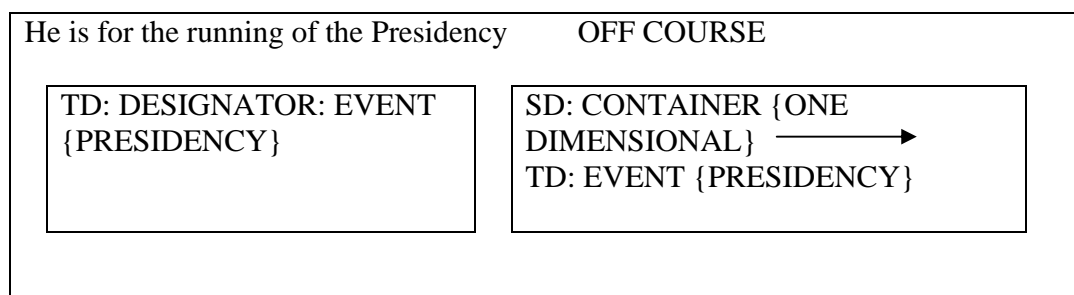 He is for the running of the Presidency OFF COURSE
TD: DESIGNATOR: EVENT
{PRESIDENCY}
SD: CONTAINER {ONE
DIMENSIONAL}
TD: EVENT {PRESIDENCY}